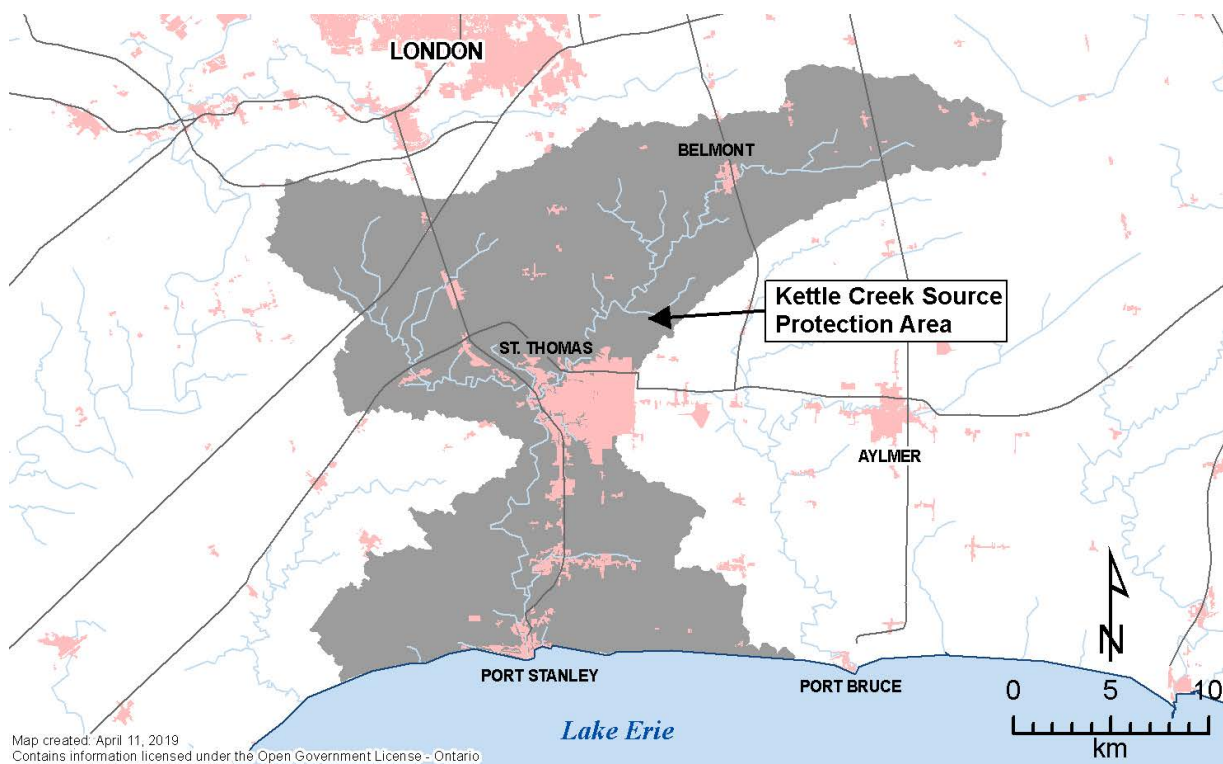 LONDON
BELMONT
Kettle Creek Source
Protection Area
ST. THOMAS
AYLMER
N
PORT STANLEY
PORT BRUCE
0 5 10
km
Lake Erie
Map created: April 11, 2019
Contains information licensed under the Open Government License - Ontario